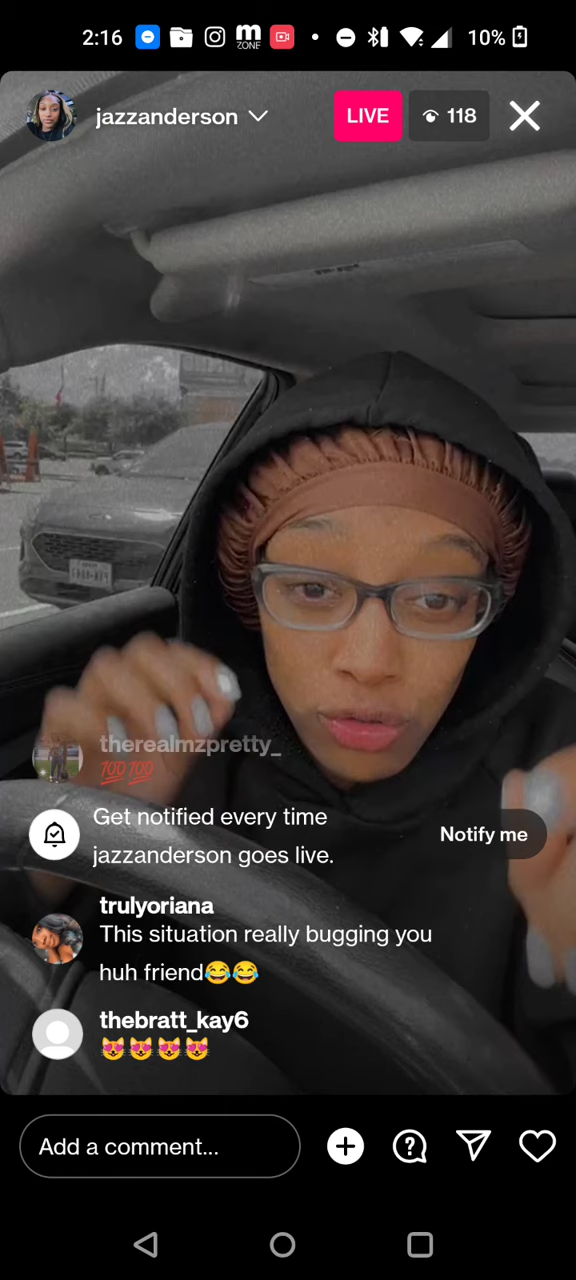 2:16
m
ZONE
10%
jazzanderson
LIVE
118
therealmzpretty_
💯💯
Get notified every time
jazzanderson goes live.
Notify me
trulyoriana
This situation really bugging you
huh friend😂😂
thebratt_kay6
😻😻😻😻
Add a comment...